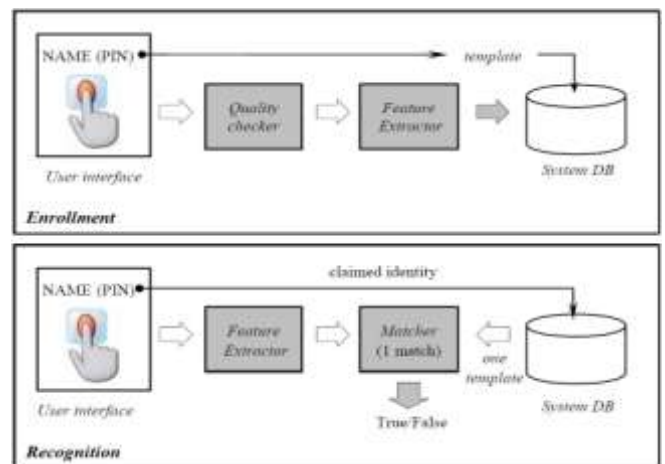 NAME (PIN)
template
Quality
checker
Feature
Extractor
User interface
System DB
Enrollment
claimed identity
NAME (PIN)
Feature
Extractor
Matcher
(1 match)
one
template
User interface
System DB
True/False
Recognition